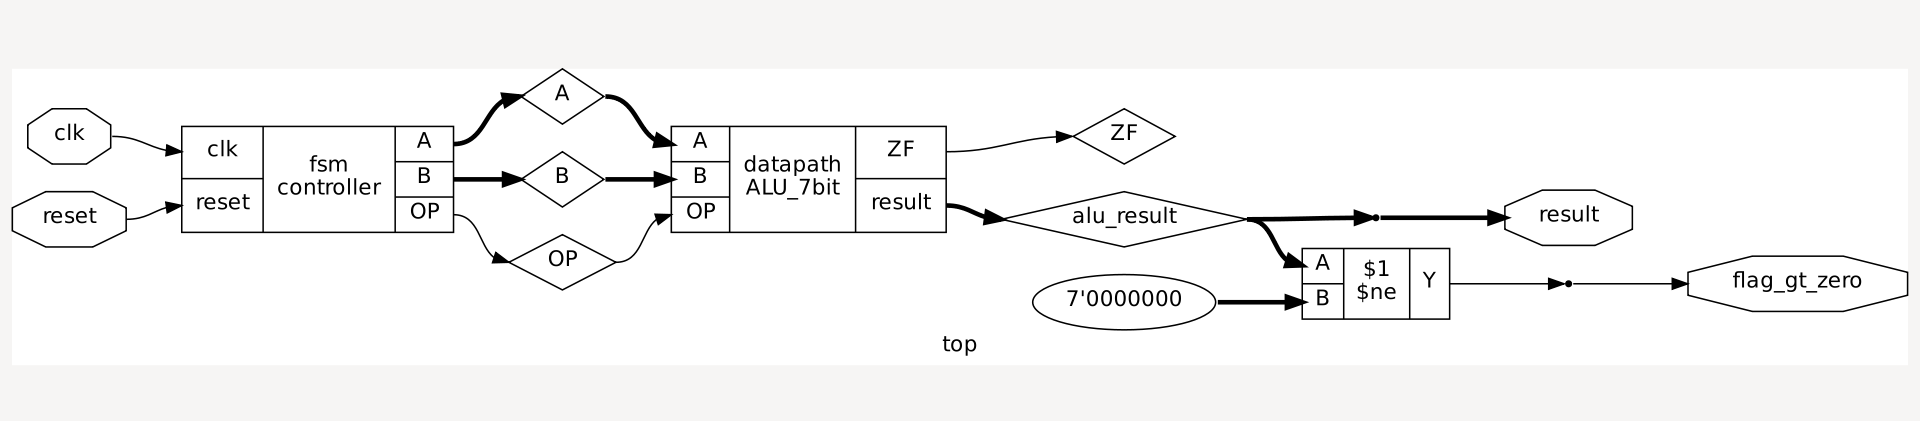 clk
reset
clk
reset
fsm
controller
A
B
OP
A
B
OP
A
B
OP
datapath
ALU_7bit
ZF
result
ZF
alu_result
7'0000000
A
B
$1
$ne
Y
result
flag_gt_zero
top